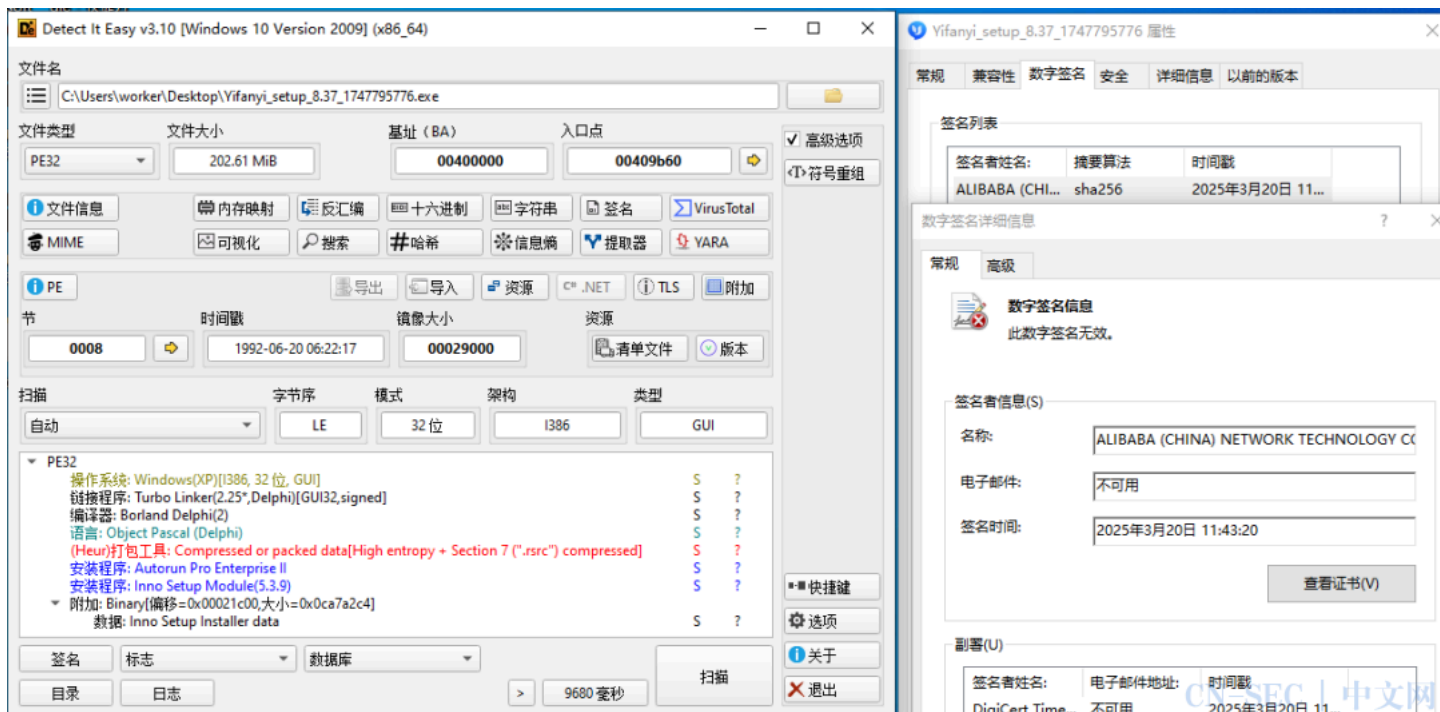 Detect It Easy v3.10 [Windows 10 Version 2009] (x86_64)
文件名
C:\Users\worker\Desktop\Yifanyi_setup_8.37_1747795776.exe
文件类型 文件大小 基址（BA） 入口点
PE32 202.61 MiB 00400000 00409b60
高级选项
<T>符号重组
文件信息 内存映射 反汇编 十六进制 字符串 签名 VirusTotal
MIME 可视化 搜索 哈希 信息熵 提取器 YARA
PE 导出 导入 资源 C# .NET TLS 附加
节 时间戳 镜像大小 资源
0008 1992-06-20 06:22:17 00029000 清单文件 版本
扫描 字节序 模式 架构 类型
自动 LE 32 位 I386 GUI
PE32
操作系统: Windows(XP)[I386, 32 位, GUI] S ?
链接程序: Turbo Linker(2.25*,Delphi)[GUI32,signed] S ?
编译器: Borland Delphi(2) S ?
语言: Object Pascal (Delphi) S ?
(Heur)打包工具: Compressed or packed data[High entropy + Section 7 (".rsrc") compressed] S ?
安装程序: Autorun Pro Enterprise II S ?
安装程序: Inno Setup Module(5.3.9) S ?
附加: Binary[偏移=0x00021c00,大小=0x0ca7a2c4]
数据: Inno Setup Installer data S ?
快捷键
选项
关于
退出
签名 标志 数据库 扫描
目录 日志 > 9680 毫秒
Yifanyi_setup_8.37_1747795776 属性
常规 兼容性 数字签名 安全 详细信息 以前的版本
签名列表
签名者姓名: 摘要算法 时间戳
ALIBABA (CHI... sha256 2025年3月20日 11...
数字签名详细信息 ?
常规 高级
数字签名信息
此数字签名无效。
签名者信息(S)
名称: ALIBABA (CHINA) NETWORK TECHNOLOGY CO
电子邮件: 不可用
签名时间: 2025年3月20日 11:43:20
查看证书(V)
副署(U)
签名者姓名: 电子邮件地址: 时间戳
DigiCert Time... 不可用 2025年3月20日 11...
CN-SEC | 中文网